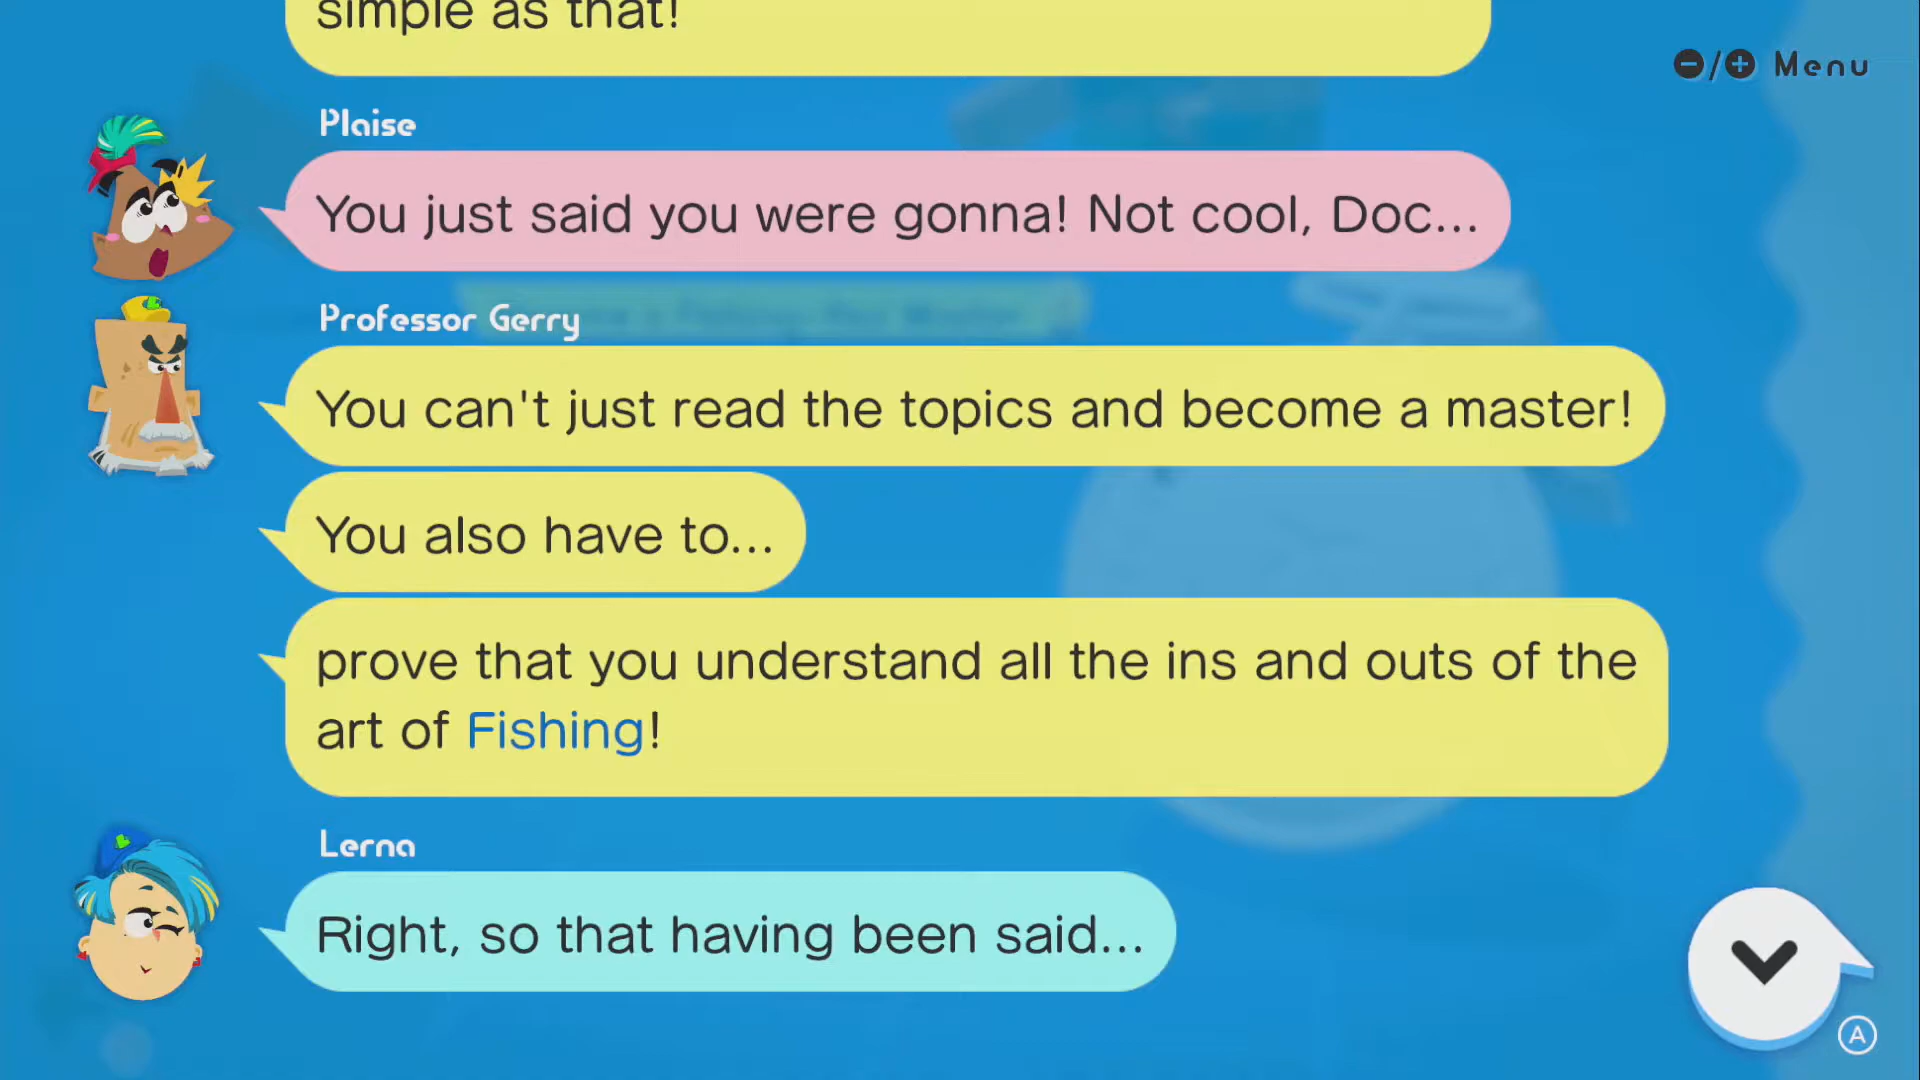 simple as that!
Menu
Plaise
You just said you were gonna! Not cool, Doc...
Professor Gerry
You can't just read the topics and become a master!
You also have to...
prove that you understand all the ins and outs of the
art of Fishing!
Lerna
Right, so that having been said...
A